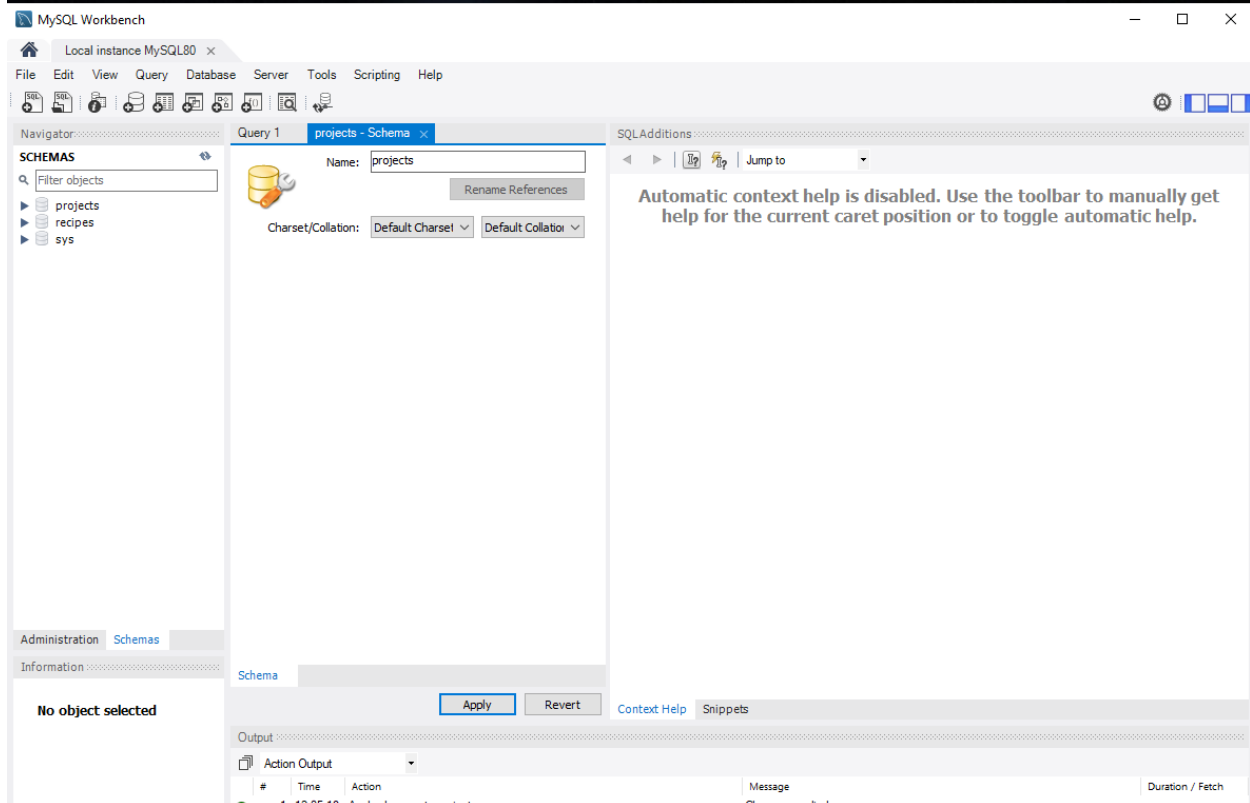 MySQL Workbench
Local instance MySQL80
File Edit View Query Database Server Tools Scripting Help
Navigator
SCHEMAS
Filter objects
projects
recipes
sys
Administration Schemas
Information
No object selected
Query 1 projects - Schema
Name: projects
Rename References
Charset/Collation: Default Charset Default Collation
Schema
Apply Revert
SQLAdditions
Jump to
Automatic context help is disabled. Use the toolbar to manually get
help for the current caret position or to toggle automatic help.
Context Help Snippets
Output
Action Output
# Time Action Message Duration / Fetch